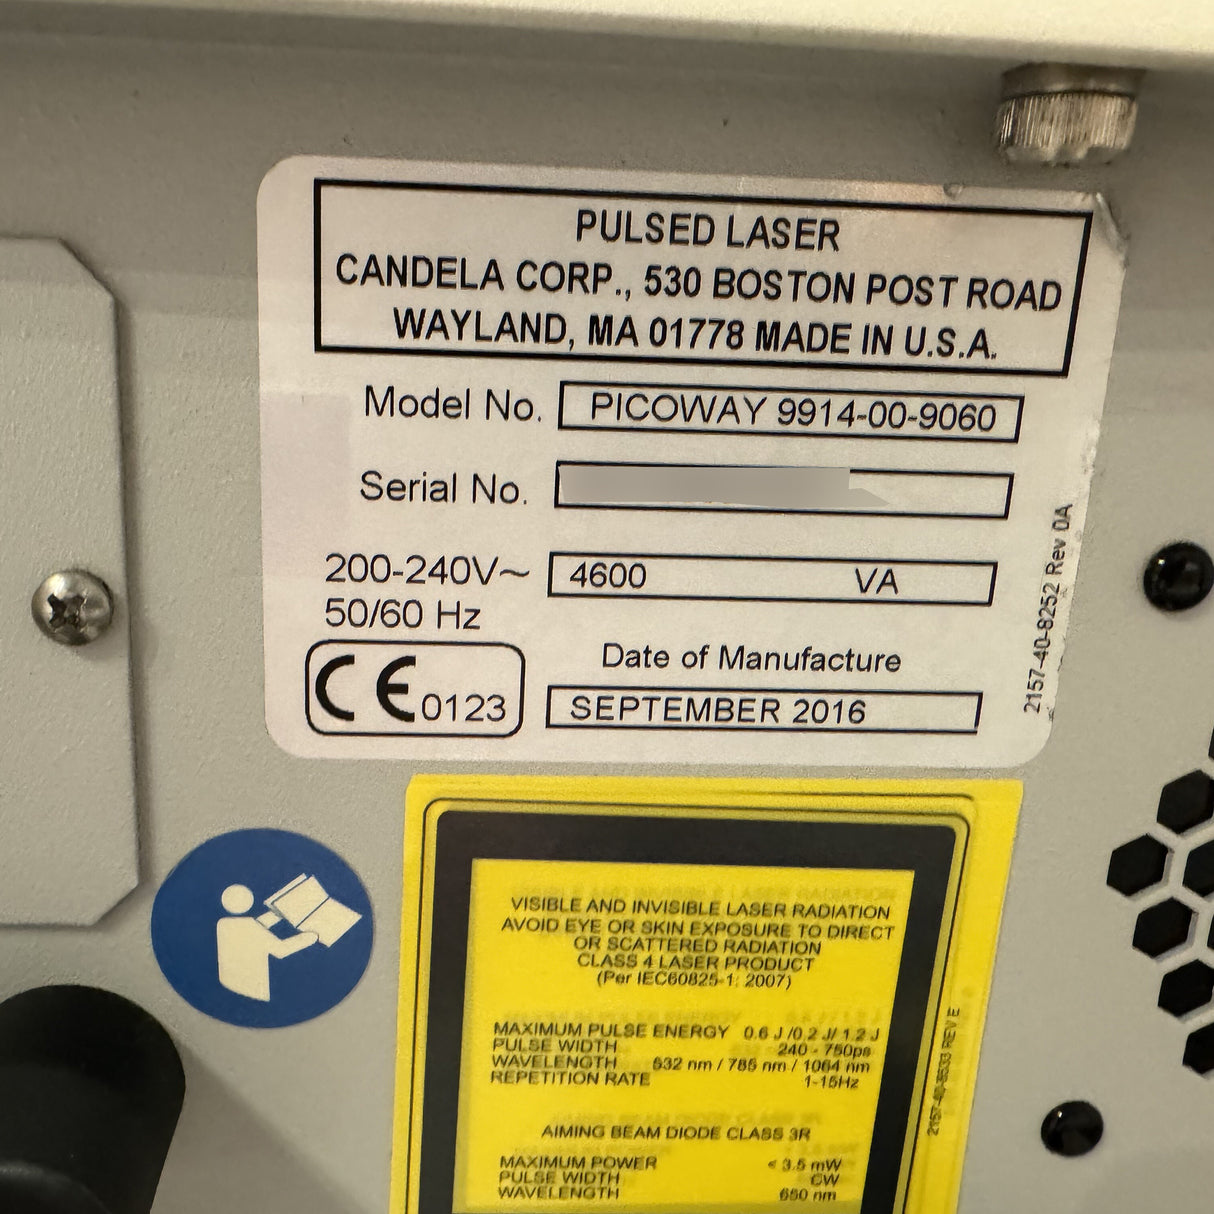 PULSED LASER
CANDELA CORP., 530 BOSTON POST ROAD
WAYLAND, MA 01778 MADE IN U.S.A.
Model No. PICOWAY 9914-00-9060
Serial No.
200-240V~ 4600 VA
50/60 Hz
Date of Manufacture
CE 0123 SEPTEMBER 2016
2157-40-8252 Rev 0A
VISIBLE AND INVISIBLE LASER RADIATION
AVOID EYE OR SKIN EXPOSURE TO DIRECT
OR SCATTERED RADIATION
CLASS 4 LASER PRODUCT
(Per IEC60825-1: 2007)
MAXIMUM PULSE ENERGY 0.6 J /0.2 J/ 1.2 J
PULSE WIDTH 240 - 750ps
WAVELENGTH 532 nm / 785 nm / 1064 nm
REPETITION RATE 1-15Hz
AIMING BEAM DIODE CLASS 3R
MAXIMUM POWER < 3.5 mW
PULSE WIDTH CW
WAVELENGTH 650 nm
REV E